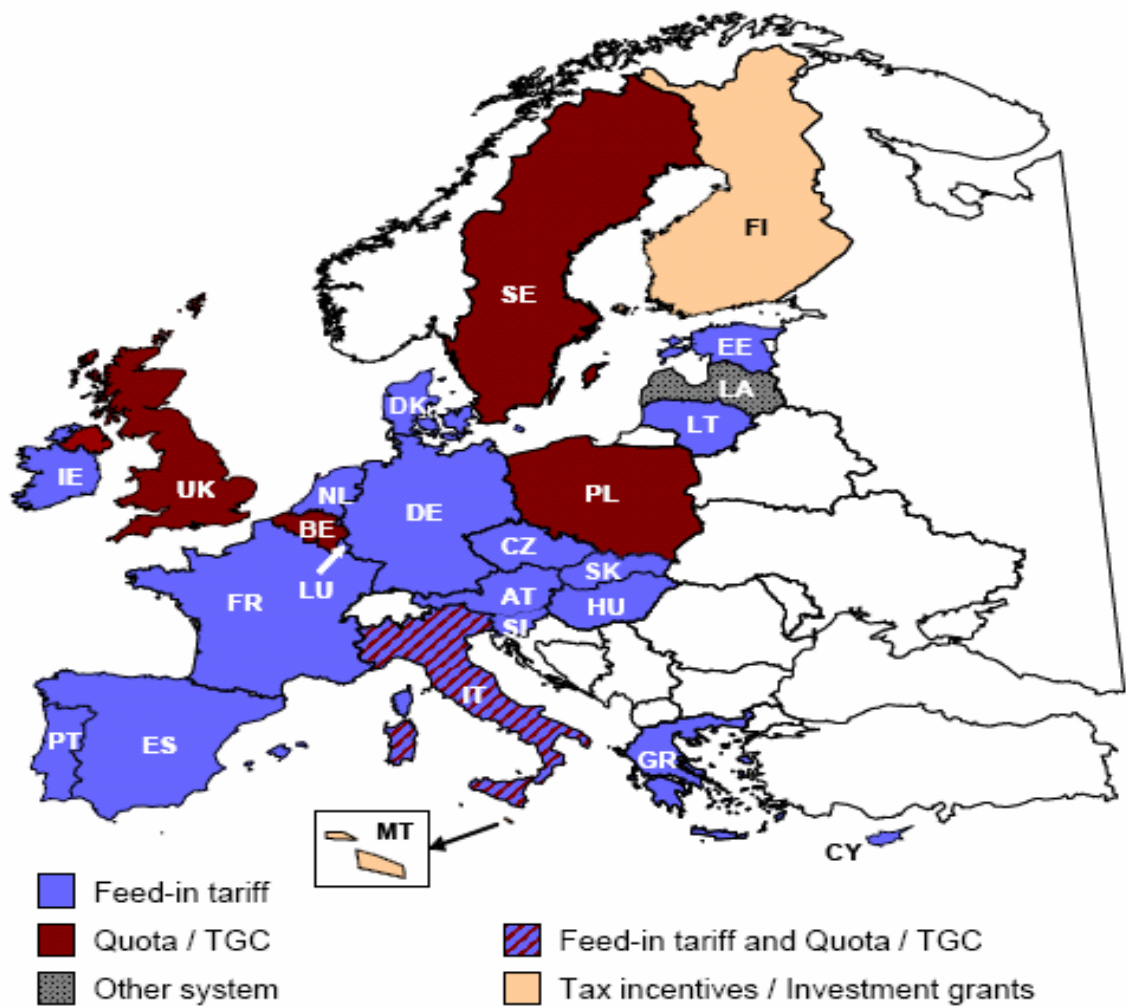 FI
SE
EE
LA
LT
DK
IE
UK
NL
BE
DE
PL
CZ
LU
SK
FR
AT
HU
SI
IT
PT
ES
GR
MT
CY
Feed-in tariff
Quota / TGC
Feed-in tariff and Quota / TGC
Other system
Tax incentives / Investment grants